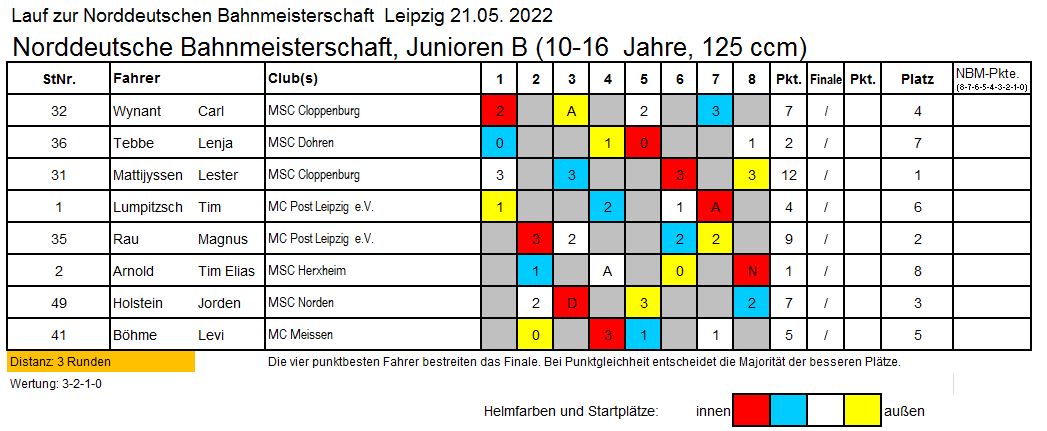 Lauf zur Norddeutschen Bahnmeisterschaft Leipzig 21.05. 2022
Norddeutsche Bahnmeisterschaft, Junioren B (10-16 Jahre, 125 ccm)
StNr. Fahrer Club(s) 1 2 3 4 5 6 7 8 Pkt. Finale Pkt. Platz NBM-Pkte.
(8-7-6-5-4-3-2-1-0)
32 Wynant Carl MSC Cloppenburg 2 A 2 3 7 / 4
36 Tebbe Lenja MSC Dohren 0 1 0 1 2 / 7
31 Mattijyssen Lester MSC Cloppenburg 3 3 3 3 12 / 1
1 Lumpitzsch Tim MC Post Leipzig e.V. 1 2 1 A 4 / 6
35 Rau Magnus MC Post Leipzig e.V. 3 2 2 2 9 / 2
2 Arnold Tim Elias MSC Herxheim 1 A 0 N 1 / 8
49 Holstein Jorden MSC Norden 2 D 3 2 7 / 3
41 Böhme Levi MC Meissen 0 3 1 1 5 / 5
Distanz: 3 Runden Die vier punktbesten Fahrer bestreiten das Finale. Bei Punktgleichheit entscheidet die Majorität der besseren Plätze.
Wertung: 3-2-1-0
Helmfarben und Startplätze: innen außen